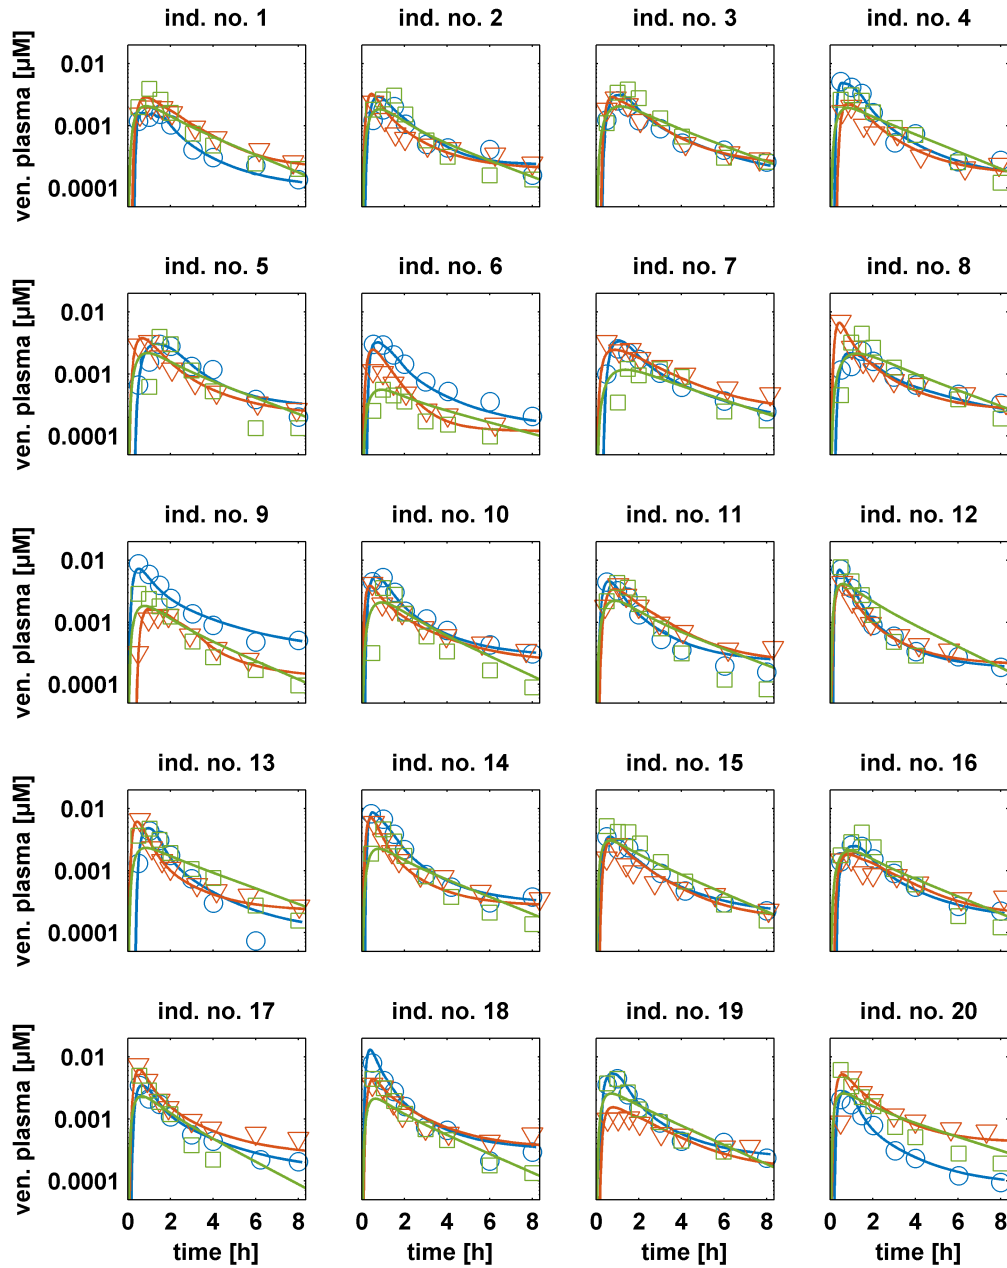 ind. no. 1 ind. no. 2 ind. no. 3 ind. no. 4
ven. plasma [µM]
0.01
0.001
0.0001
ind. no. 5 ind. no. 6 ind. no. 7 ind. no. 8
ven. plasma [µM]
0.01
0.001
0.0001
ind. no. 9 ind. no. 10 ind. no. 11 ind. no. 12
ven. plasma [µM]
0.01
0.001
0.0001
ind. no. 13 ind. no. 14 ind. no. 15 ind. no. 16
ven. plasma [µM]
0.01
0.001
0.0001
ind. no. 17 ind. no. 18 ind. no. 19 ind. no. 20
ven. plasma [µM]
0.01
0.001
0.0001
0 2 4 6 8 0 2 4 6 8 0 2 4 6 8 0 2 4 6 8
time [h] time [h] time [h] time [h]